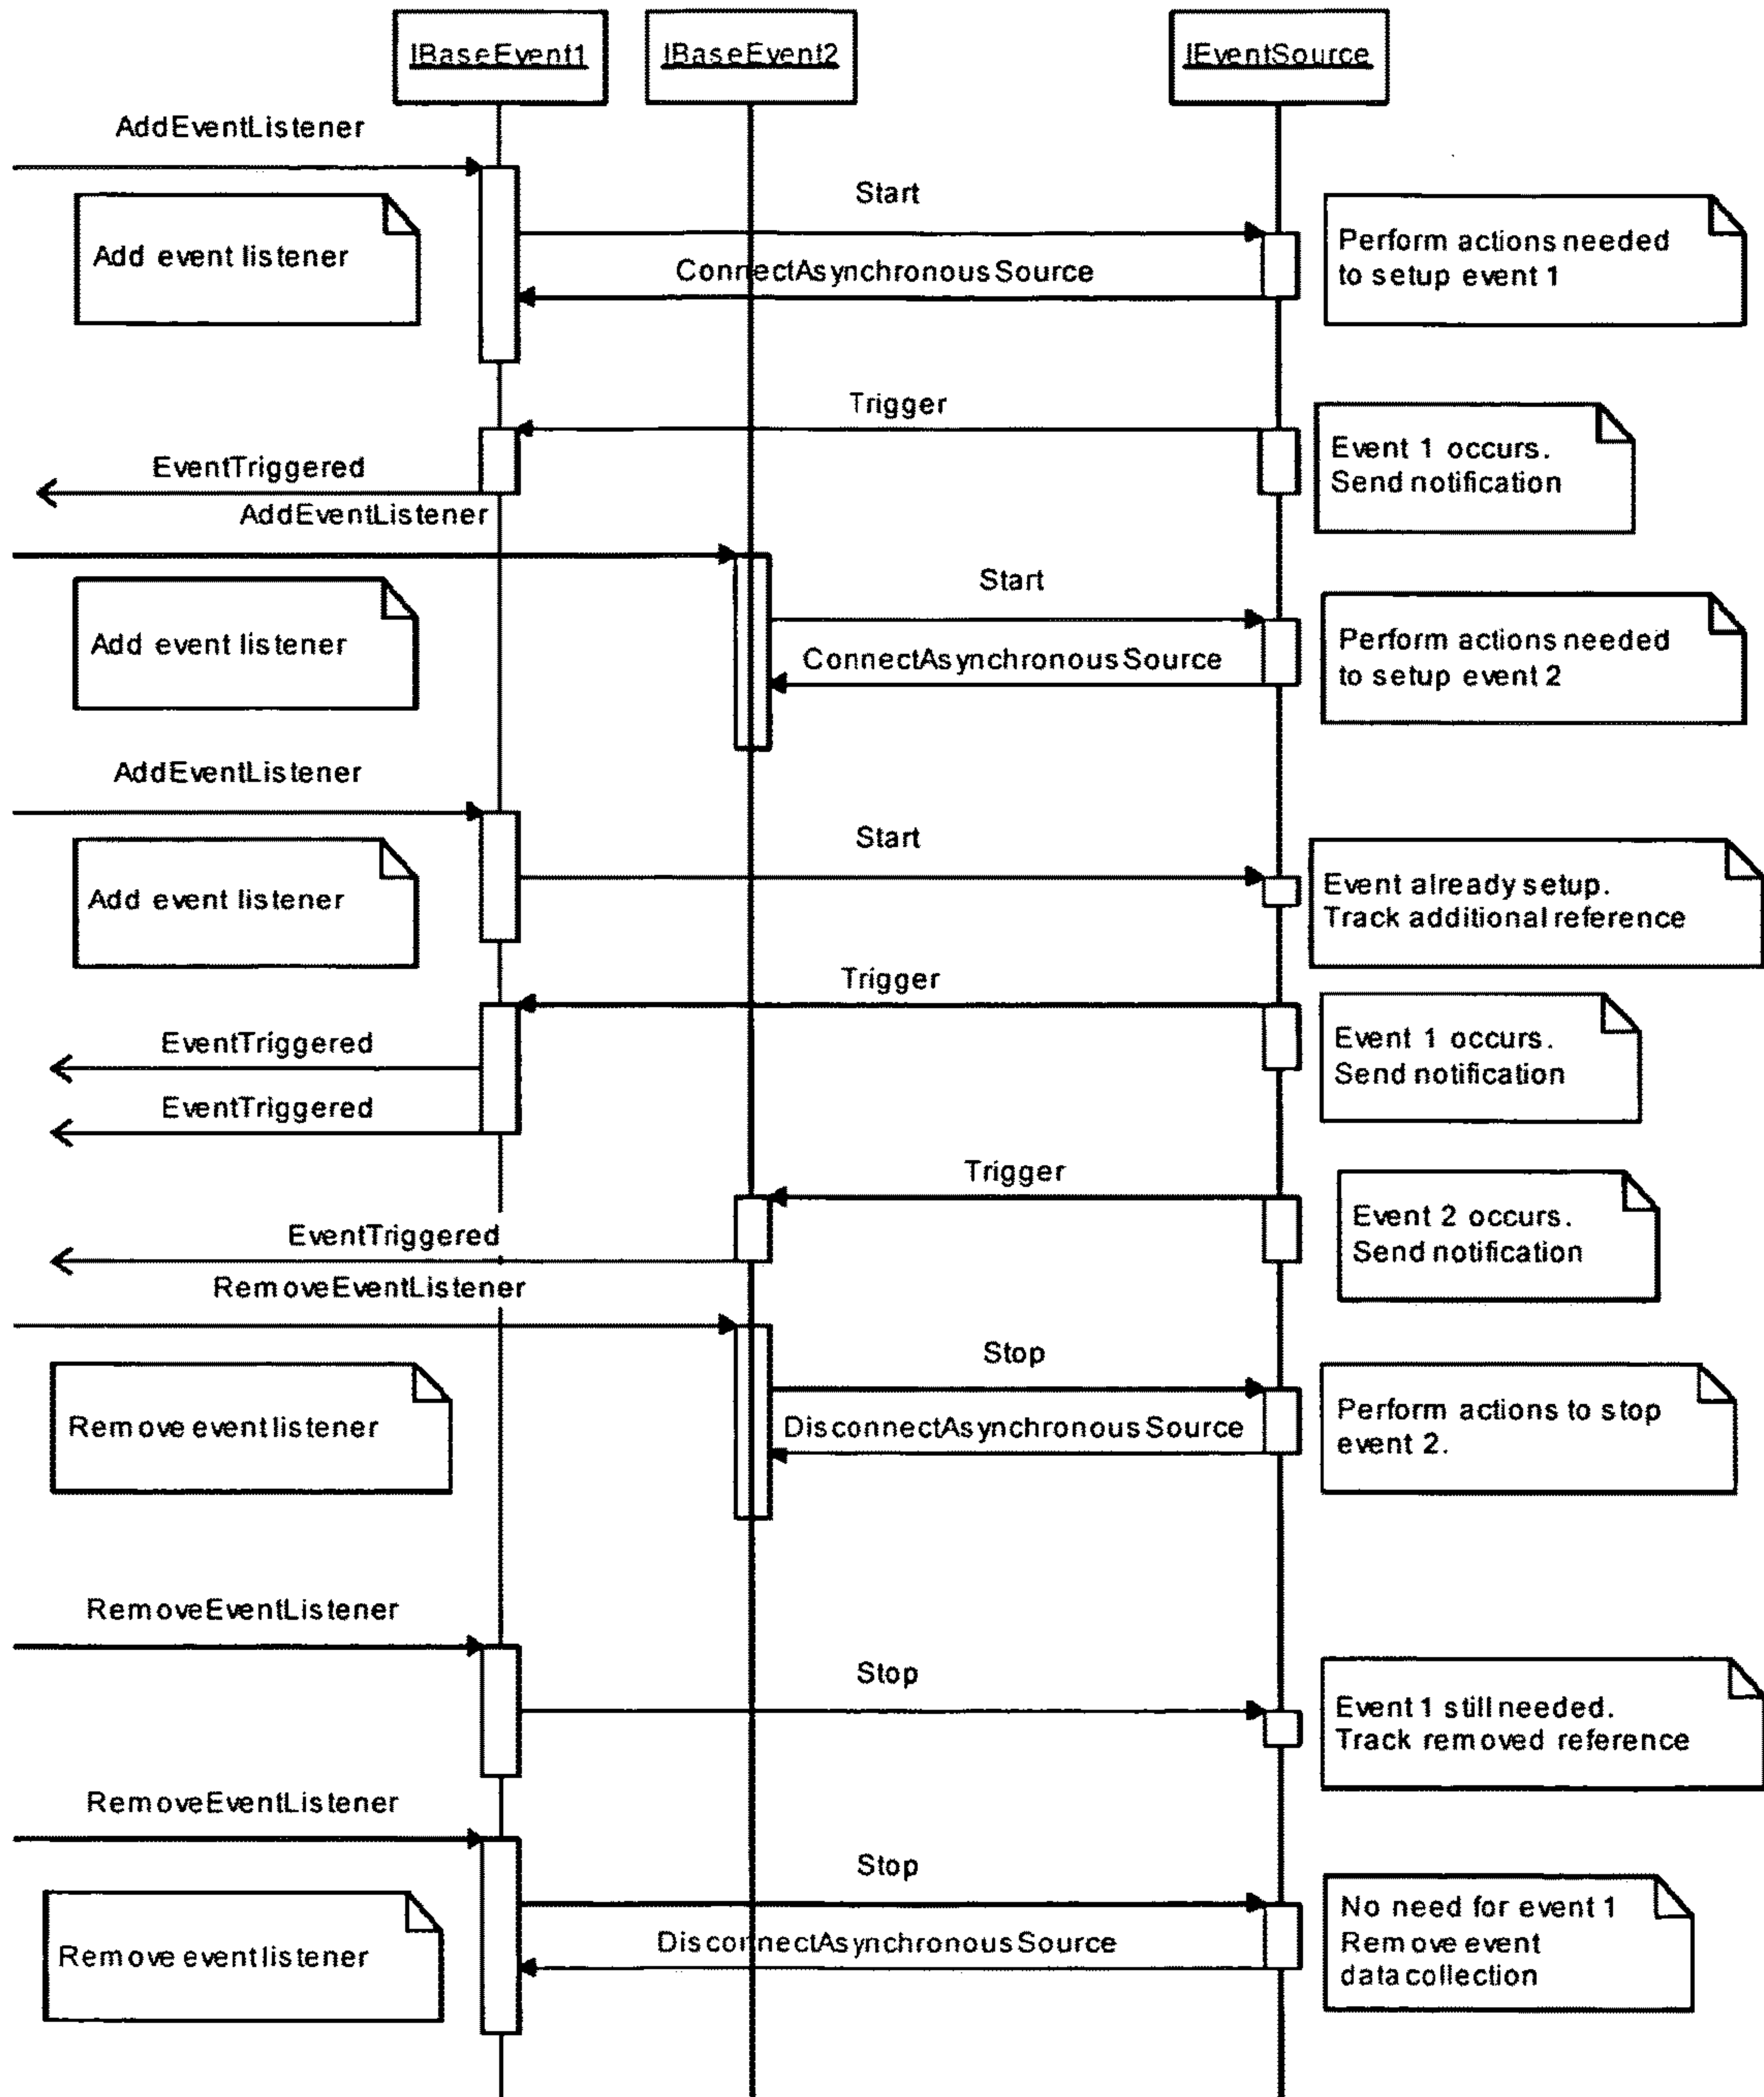 IBaseEvent1
IBaseEvent2
IEventSource
AddEventListener
Start
Add event listener
Perform actions needed
to setup event 1
ConnectAsynchronousSource
Trigger
Event 1 occurs.
Send notification
EventTriggered
AddEventListener
Start
Add event listener
Perform actions needed
to setup event 2
ConnectAsynchronousSource
AddEventListener
Start
Add event listener
Event already setup.
Track additional reference
Trigger
Event 1 occurs.
Send notification
EventTriggered
EventTriggered
Trigger
Event 2 occurs.
Send notification
EventTriggered
RemoveEventListener
Stop
Remove event listener
Perform actions to stop
event 2.
DisconnectAsynchronousSource
RemoveEventListener
Stop
Event 1 still needed.
Track removed reference
RemoveEventListener
Stop
Remove event listener
DisconnectAsynchronousSource
No need for event 1
Remove event
data collection